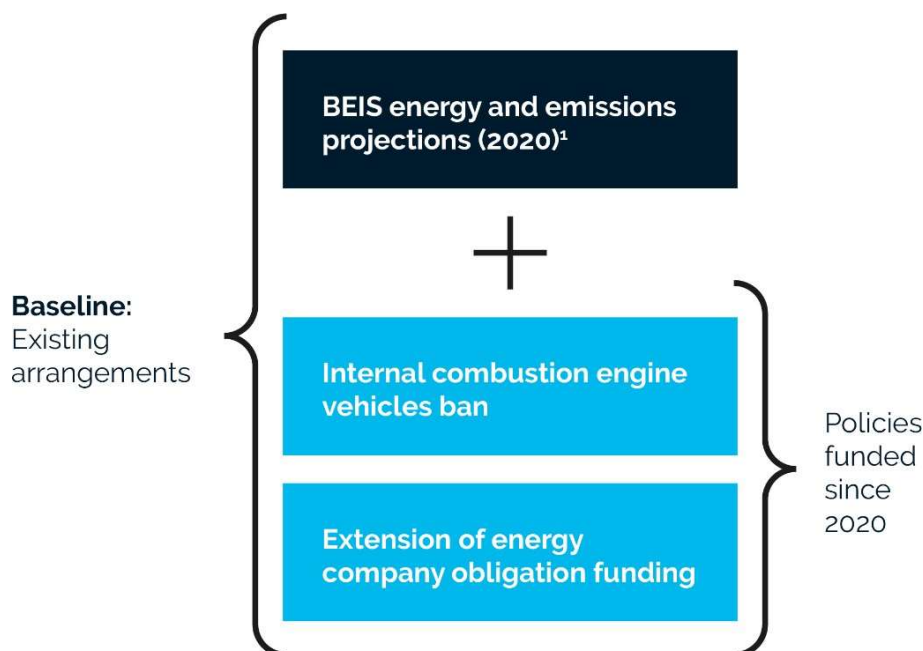 BEIS energy and emissions
projections (2020)¹
Baseline:
Existing
arrangements
Internal combustion engine
vehicles ban
Extension of energy
company obligation funding
Policies
funded
since
2020